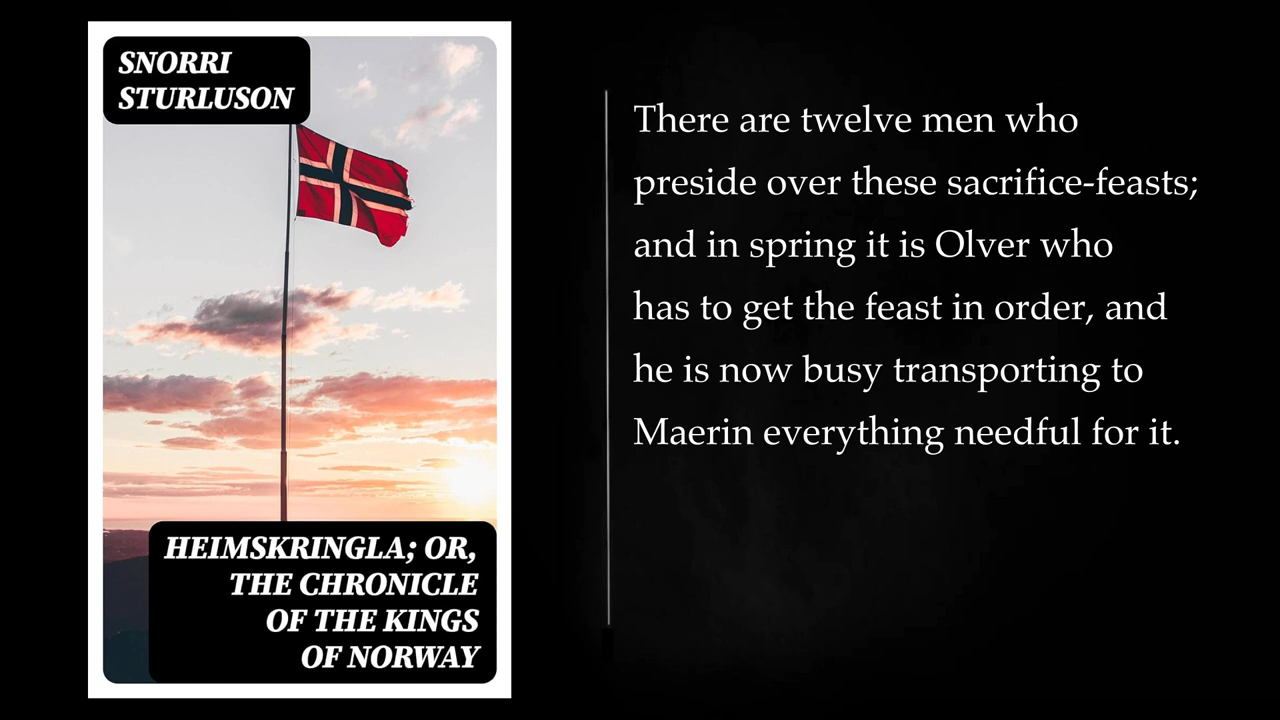 SNORRI
STURLUSON
HEIMSKRINGLA; OR,
THE CHRONICLE
OF THE KINGS
OF NORWAY
There are twelve men who
preside over these sacrifice-feasts;
and in spring it is Olver who
has to get the feast in order, and
he is now busy transporting to
Maerin everything needful for it.